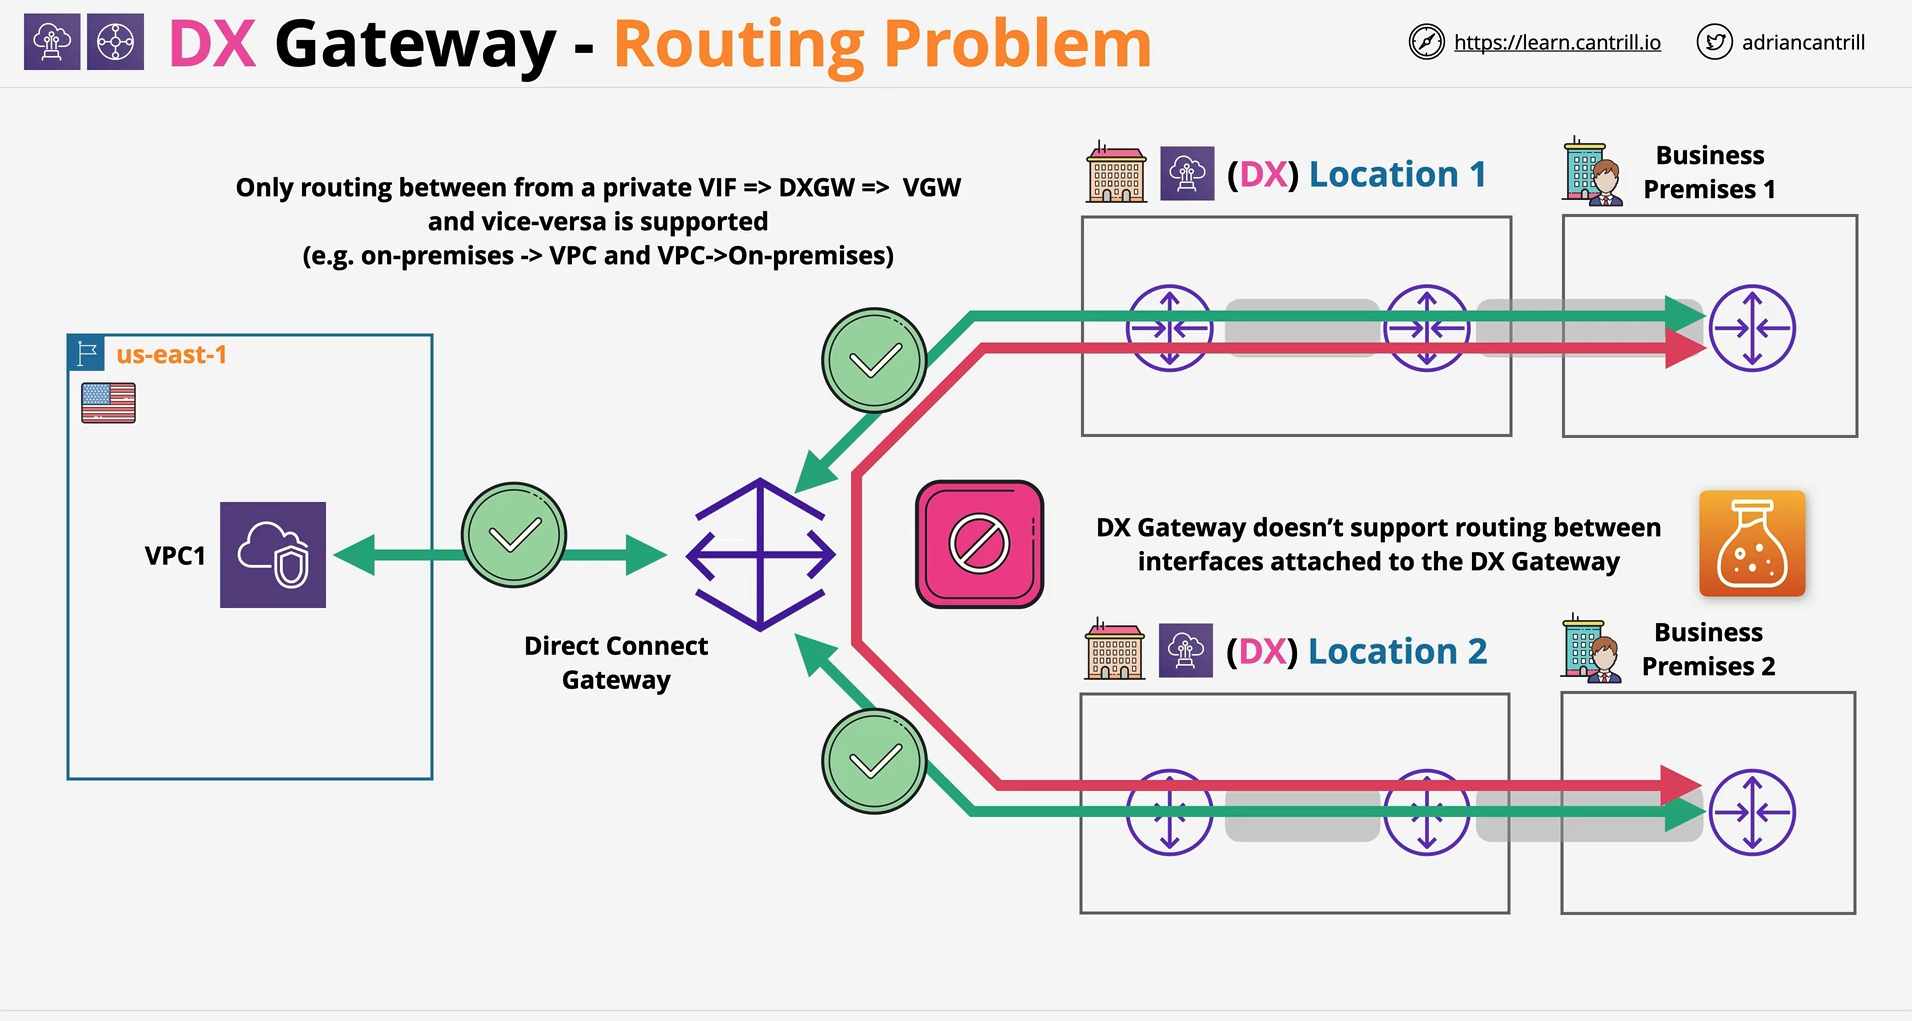 DX Gateway - Routing Problem
https://learn.cantrill.io
adriancantrill
Only routing between from a private VIF => DXGW => VGW
and vice-versa is supported
(e.g. on-premises -> VPC and VPC->On-premises)
(DX) Location 1
Business
Premises 1
us-east-1
VPC1
Direct Connect
Gateway
DX Gateway doesn’t support routing between
interfaces attached to the DX Gateway
(DX) Location 2
Business
Premises 2